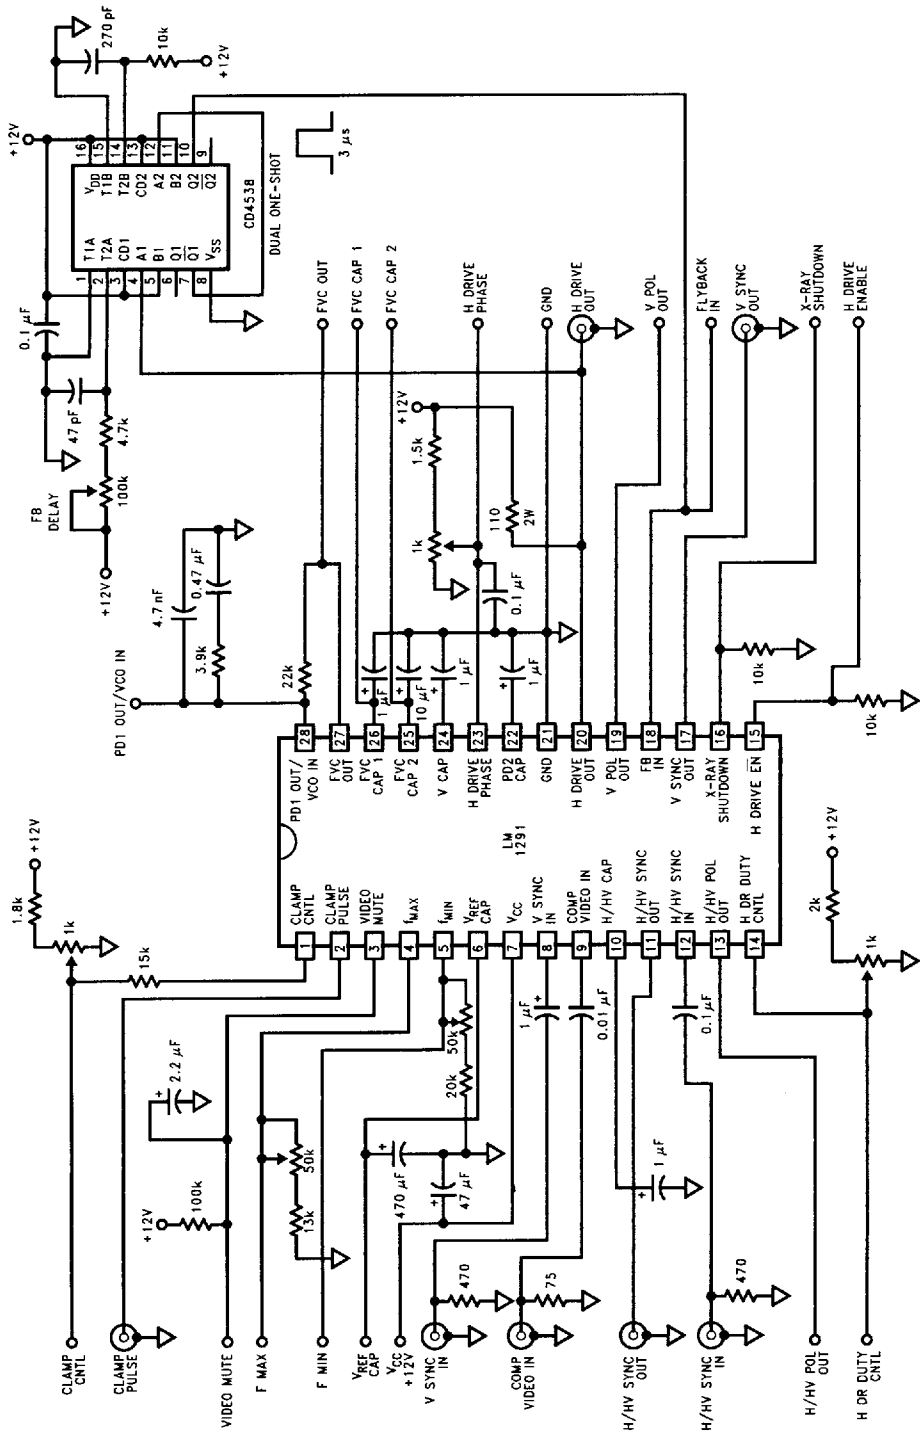 +12V
270 pF
10k
+12V
0.1 µF
47 pF
4.7k
100k
FB
DELAY
+12V
T1A
T2A
CD1
A1
B1
Q1
Q1
VSS
1
2
3
4
5
6
7
8
VDD
T1B
T2B
CD2
A2
B2
Q2
Q2
16
15
14
13
12
11
10
9
CD4538
DUAL ONE-SHOT
3 µs
FVC OUT
FVC CAP 1
FVC CAP 2
H DRIVE
PHASE
GND
H DRIVE
OUT
V POL
OUT
FLYBACK
IN
V SYNC
OUT
X-RAY
SHUTDOWN
H DRIVE
ENABLE
PD1 OUT/VCO IN
4.7 nF
0.47 µF
3.9k
22k
+12V
1.5k
1k
110
2W
0.1 µF
+
1 µF
+
10 µF
+
1 µF
+
1 µF
10k
10k
28
27
26
25
24
23
22
21
20
19
18
17
16
15
PD1 OUT/
VCO IN
FVC
OUT
FVC
CAP 1
FVC
CAP 2
V CAP
H DRIVE
PHASE
PD2
CAP
GND
H DRIVE
OUT
V POL
OUT
FB
IN
V SYNC
OUT
X-RAY
SHUTDOWN
H DRIVE EN
LM
1291
CLAMP
CNTL
CLAMP
PULSE
VIDEO
MUTE
fMAX
fMIN
VREF
CAP
VCC
V SYNC
IN
COMP
VIDEO IN
H/HV CAP
H/HV SYNC
OUT
H/HV SYNC
IN
H/HV POL
OUT
H DR DUTY
CNTL
1
2
3
4
5
6
7
8
9
10
11
12
13
14
+12V
1.8k
1k
15k
+
2.2 µF
+12V
100k
50k
13k
50k
20k
+
470 µF
+
47 µF
1 µF
+
0.01 µF
470
75
+
1 µF
0.1 µF
470
+12V
2k
1k
CLAMP
CNTL
CLAMP
PULSE
VIDEO MUTE
F MAX
F MIN
VREF
CAP
VCC
+12V
V SYNC
IN
COMP
VIDEO IN
H/HV SYNC
OUT
H/HV SYNC
IN
H/HV POL
OUT
H DR DUTY
CNTL